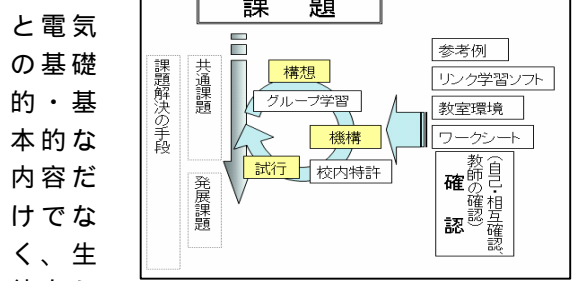 と電気
の基礎
的・基
本的な
内容だ
けでな
く、生
課題
課題解決の手段
共通課題
発展課題
構想
グループ学習
機構
試行
校内特許
参考例
リンク学習ソフト
教室環境
ワークシート
確認
（自己・相互確認、
教師の確認）